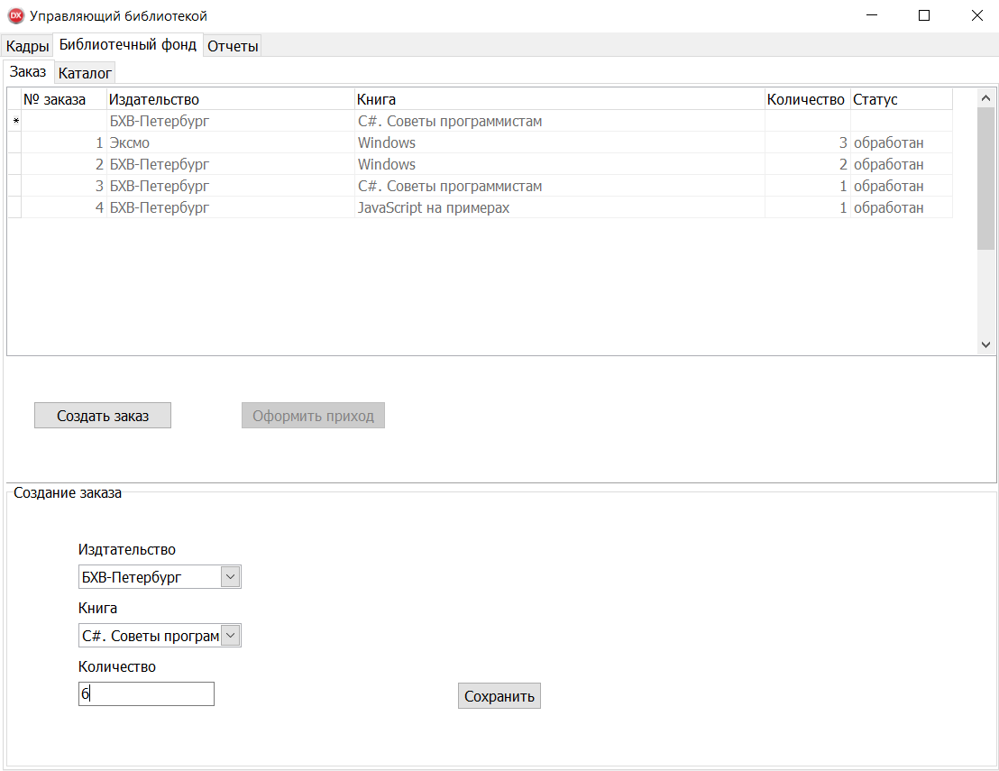 DX Управляющий библиотекой
Кадры Библиотечный фонд Отчеты
Заказ Каталог
№ заказа Издательство Книга Количество Статус
* БХВ-Петербург C#. Советы программистам
1 Эксмо Windows 3 обработан
2 БХВ-Петербург Windows 2 обработан
3 БХВ-Петербург C#. Советы программистам 1 обработан
4 БХВ-Петербург JavaScript на примерах 1 обработан
Создать заказ Оформить приход
Создание заказа
Издтательство
БХВ-Петербург
Книга
C#. Советы програм
Количество
6
Сохранить